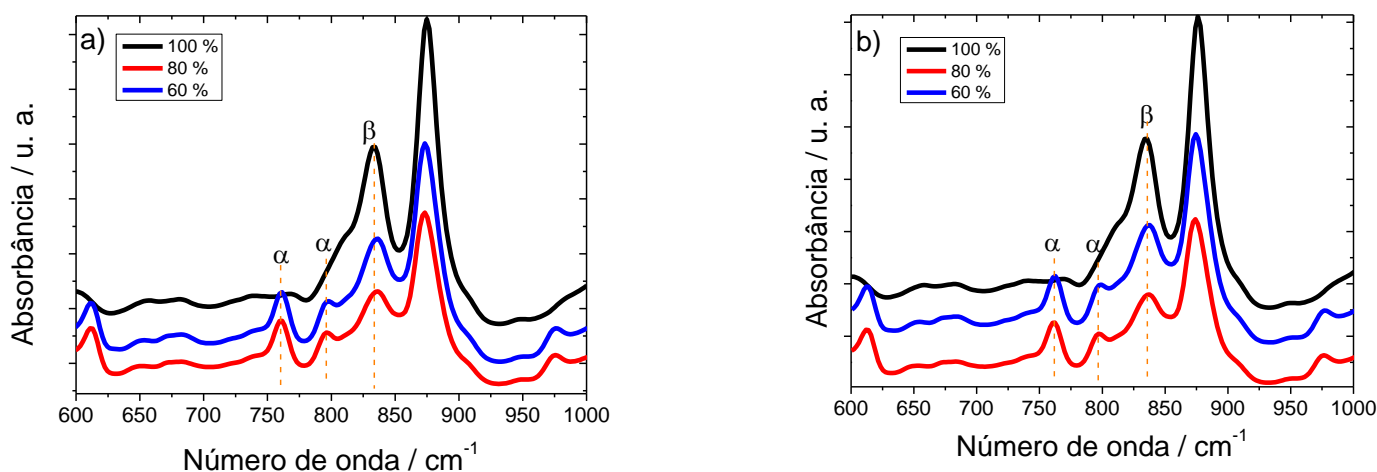 a)
100 %
80 %
60 %
α
α
β
Absorbância / u. a.
600 650 700 750 800 850 900 950 1000
Número de onda / cm⁻¹
b)
100 %
80 %
60 %
α
α
β
Absorbância / u. a.
600 650 700 750 800 850 900 950 1000
Número de onda / cm⁻¹